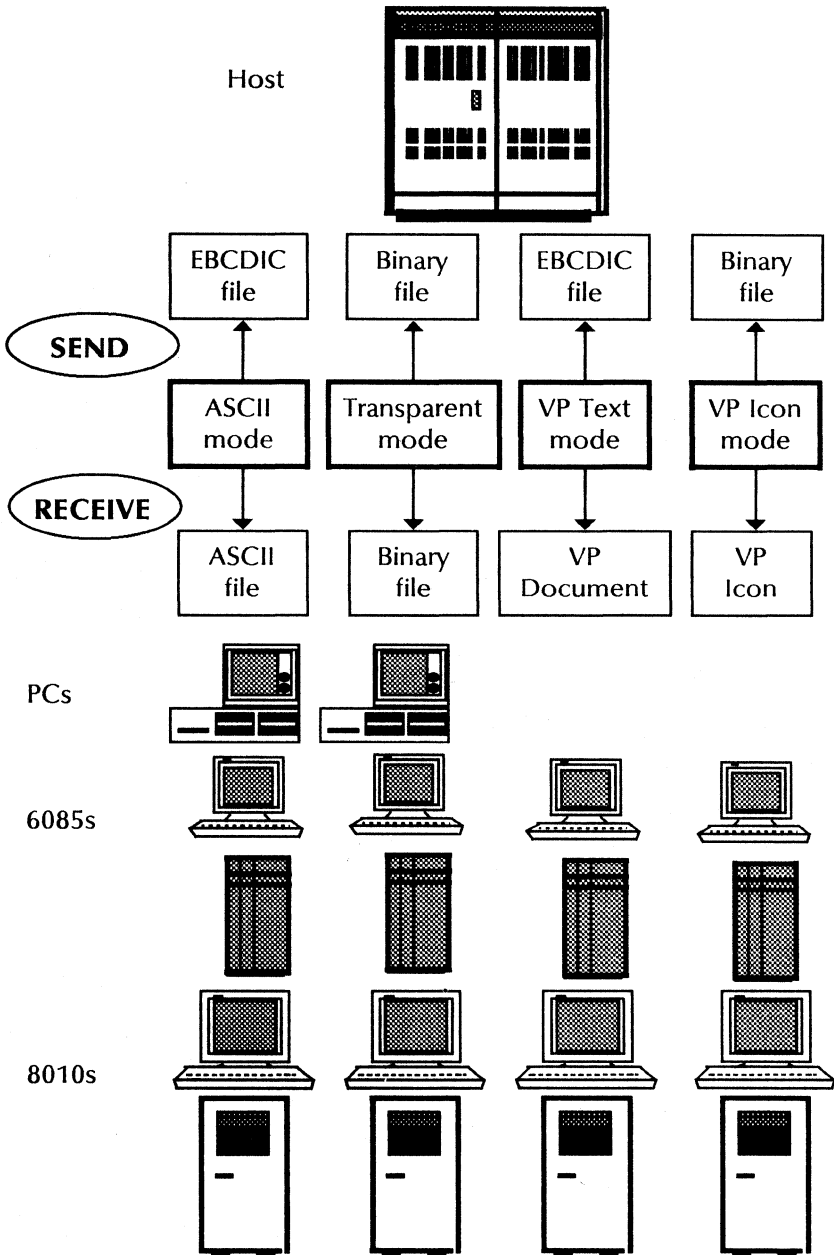 Host
EBCDIC file
Binary file
EBCDIC file
Binary file
SEND
ASCII mode
Transparent mode
VP Text mode
VP Icon mode
RECEIVE
ASCII file
Binary file
VP Document
VP Icon
PCs
6085s
8010s